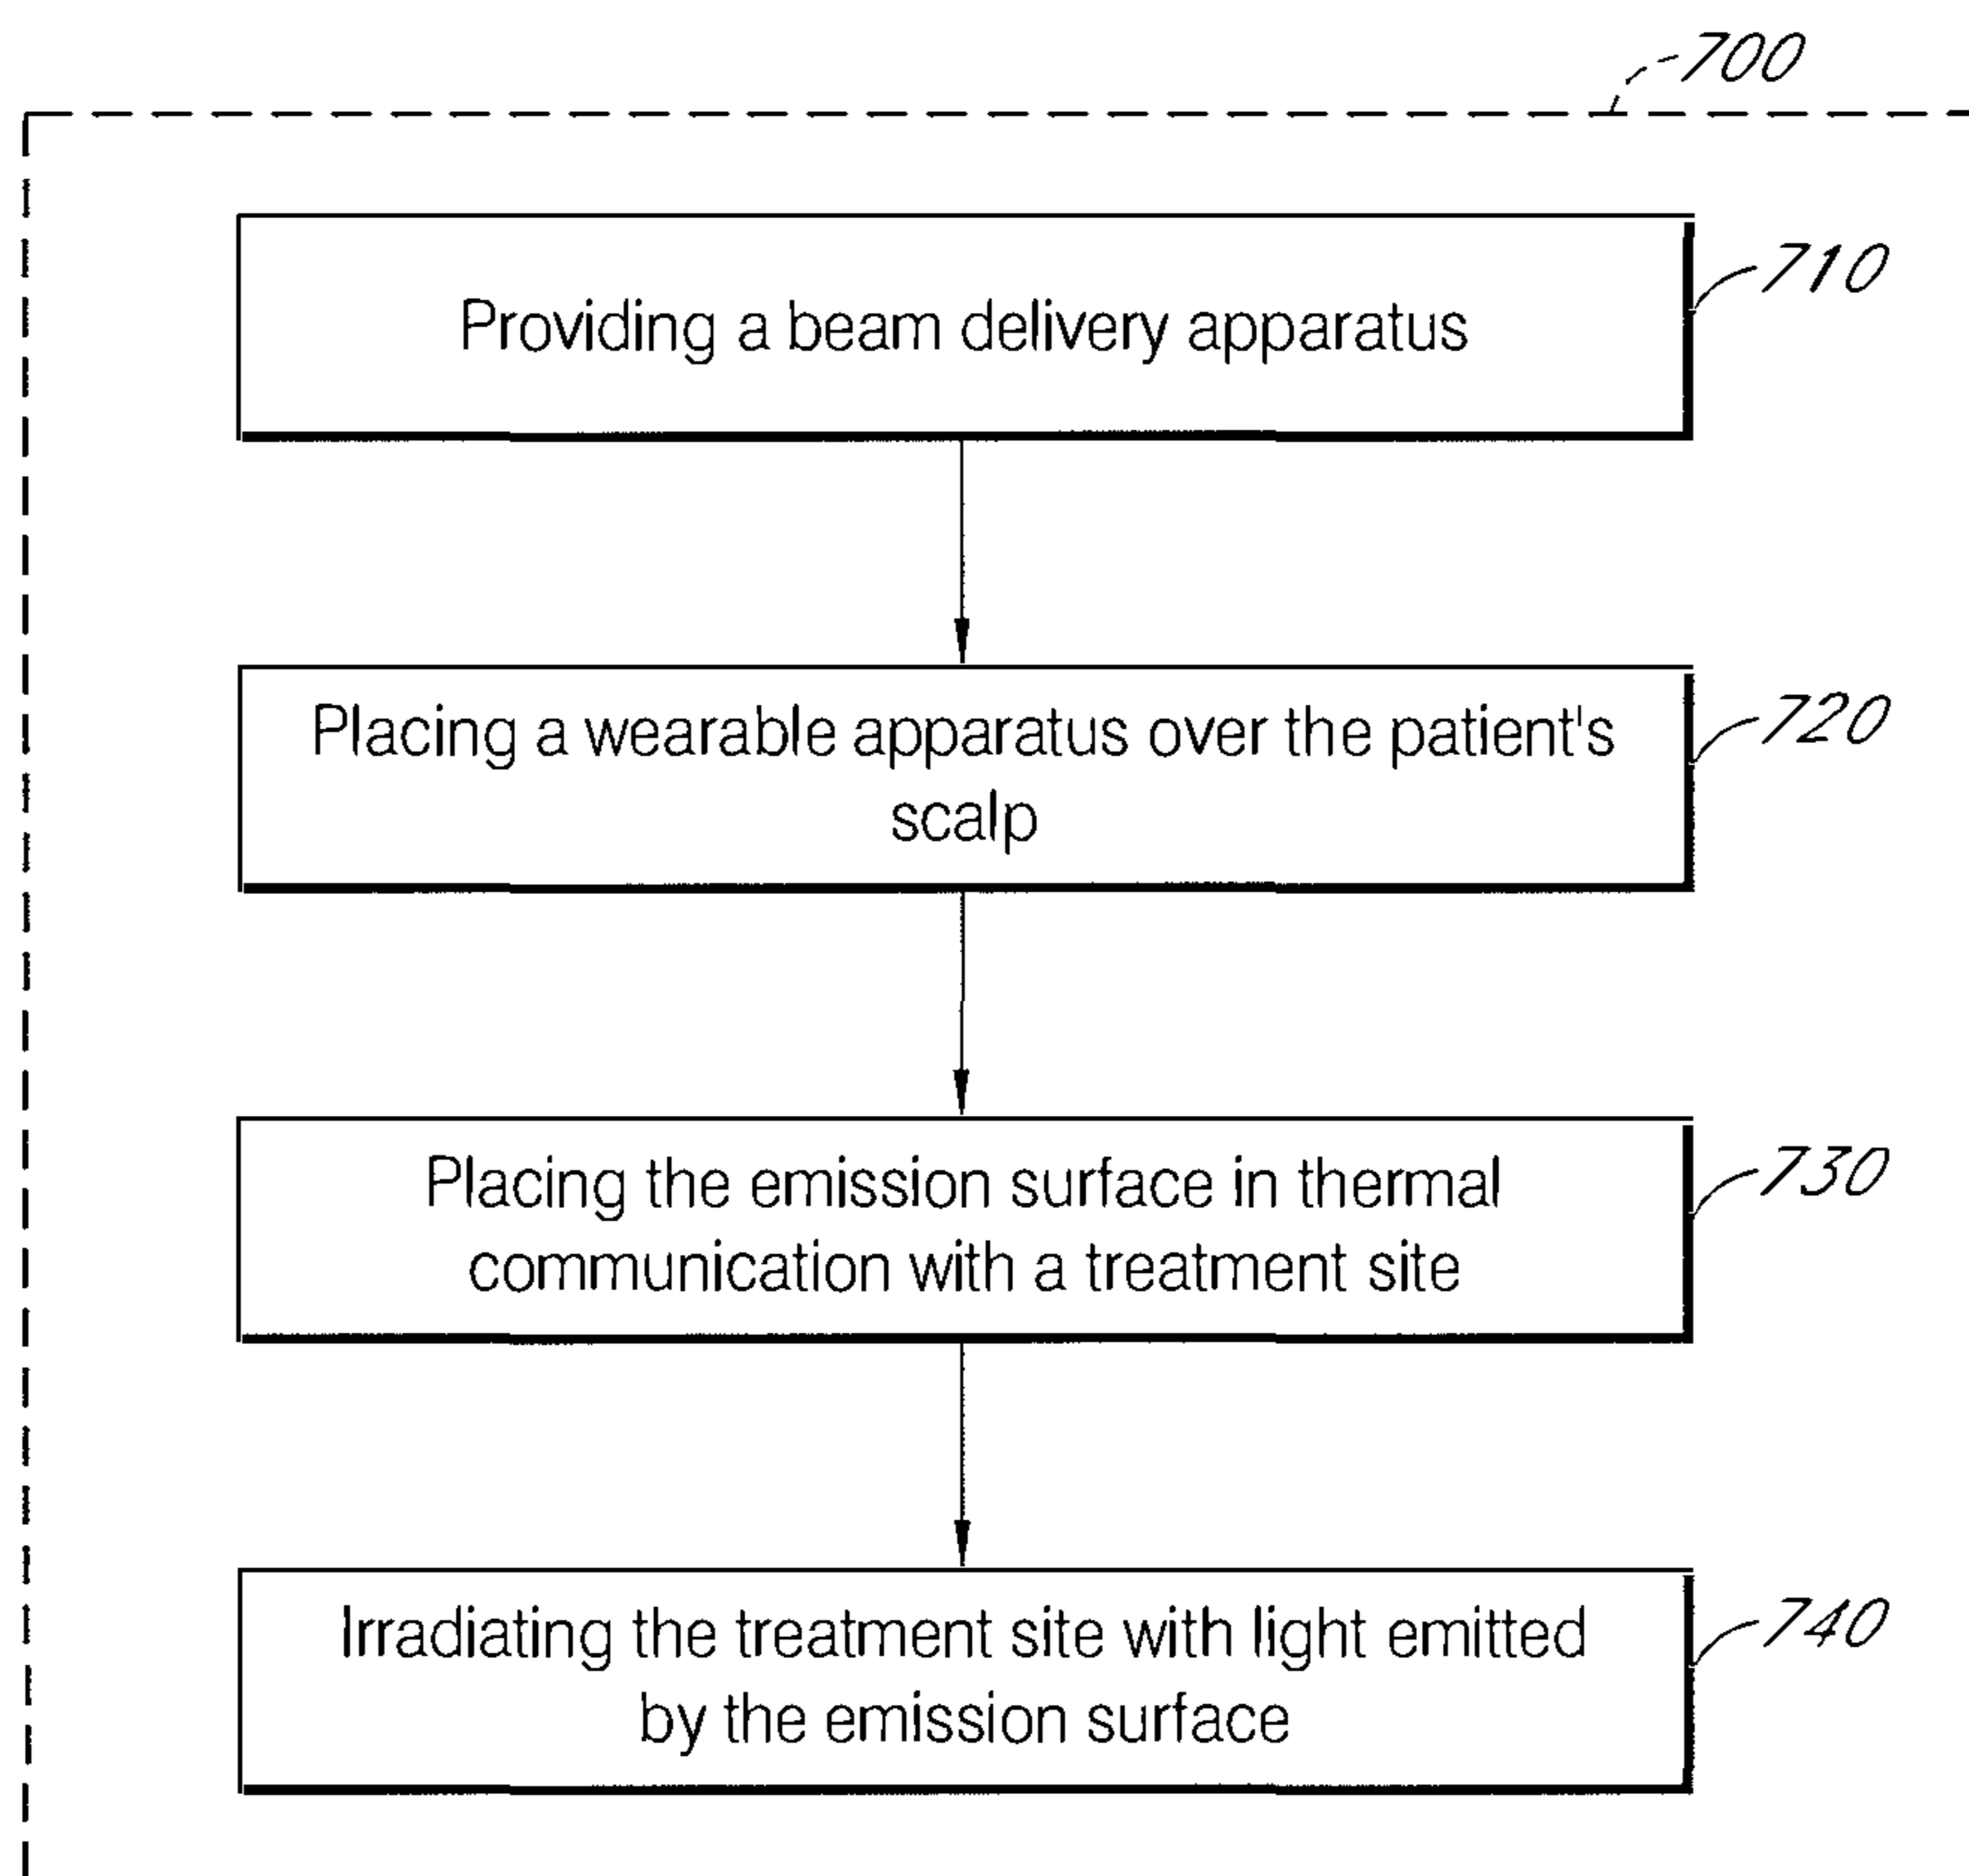 700
Providing a beam delivery apparatus
710
Placing a wearable apparatus over the patient's
scalp
720
Placing the emission surface in thermal
communication with a treatment site
730
Irradiating the treatment site with light emitted
by the emission surface
740